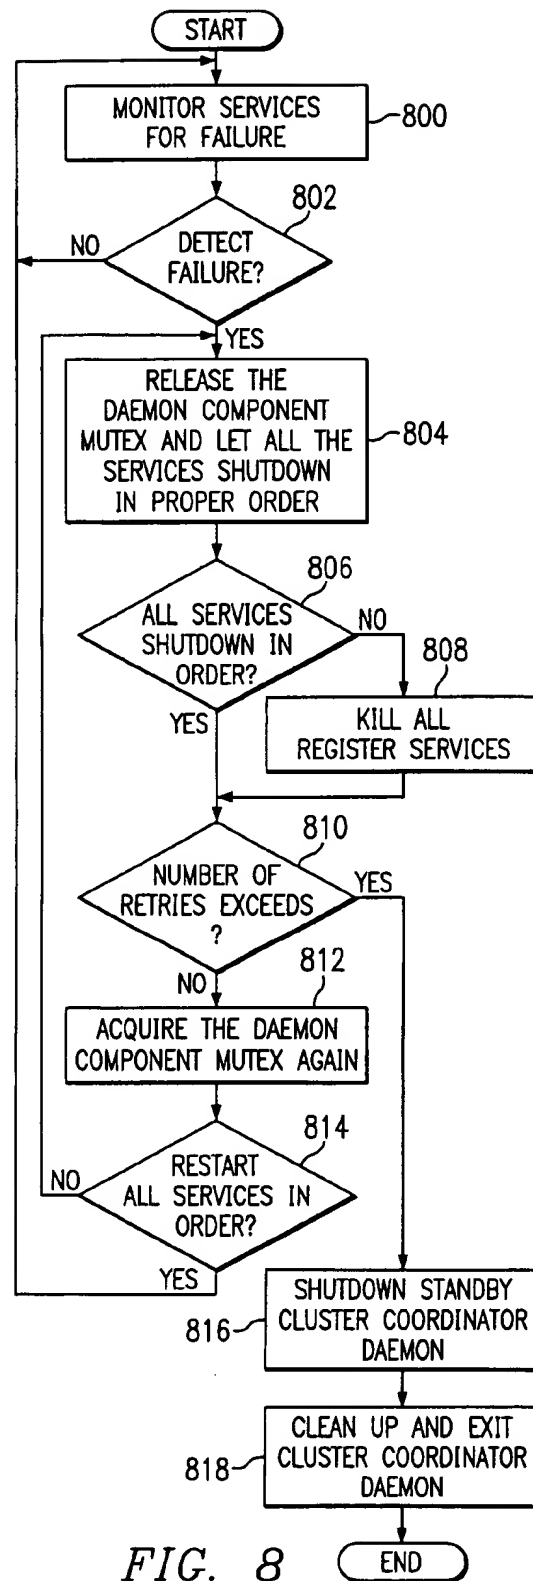 START
MONITOR SERVICES
FOR FAILURE
800
802
DETECT
FAILURE?
NO
YES
RELEASE THE
DAEMON COMPONENT
MUTEX AND LET ALL THE
SERVICES SHUTDOWN
IN PROPER ORDER
804
806
ALL SERVICES
SHUTDOWN IN
ORDER?
NO
YES
808
KILL ALL
REGISTER SERVICES
810
NUMBER OF
RETRIES EXCEEDS
?
YES
NO
812
ACQUIRE THE DAEMON
COMPONENT MUTEX AGAIN
814
RESTART
ALL SERVICES IN
ORDER?
NO
YES
SHUTDOWN STANDBY
CLUSTER COORDINATOR
DAEMON
816
CLEAN UP AND EXIT
CLUSTER COORDINATOR
DAEMON
818
FIG. 8
END